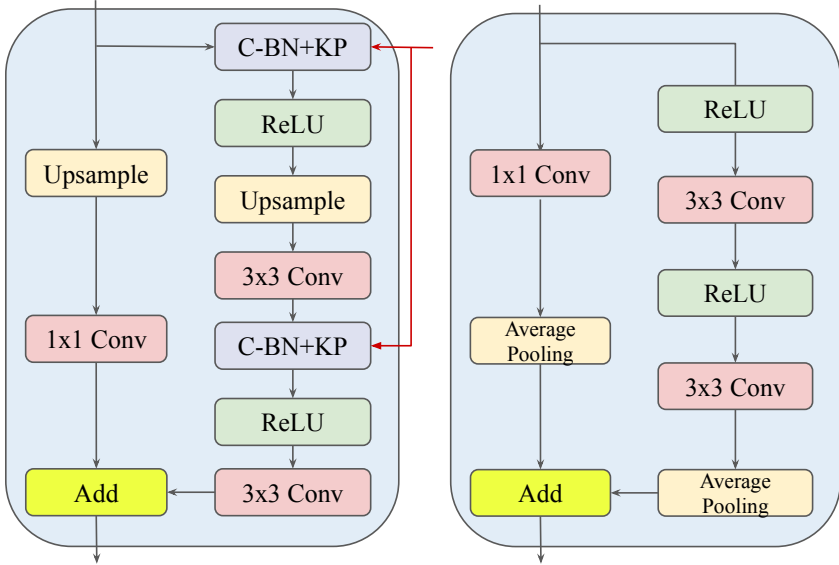 C-BN+KP
ReLU
Upsample
Upsample
3x3 Conv
1x1 Conv
C-BN+KP
ReLU
Add
3x3 Conv
ReLU
1x1 Conv
3x3 Conv
ReLU
Average
Pooling
3x3 Conv
Add
Average
Pooling